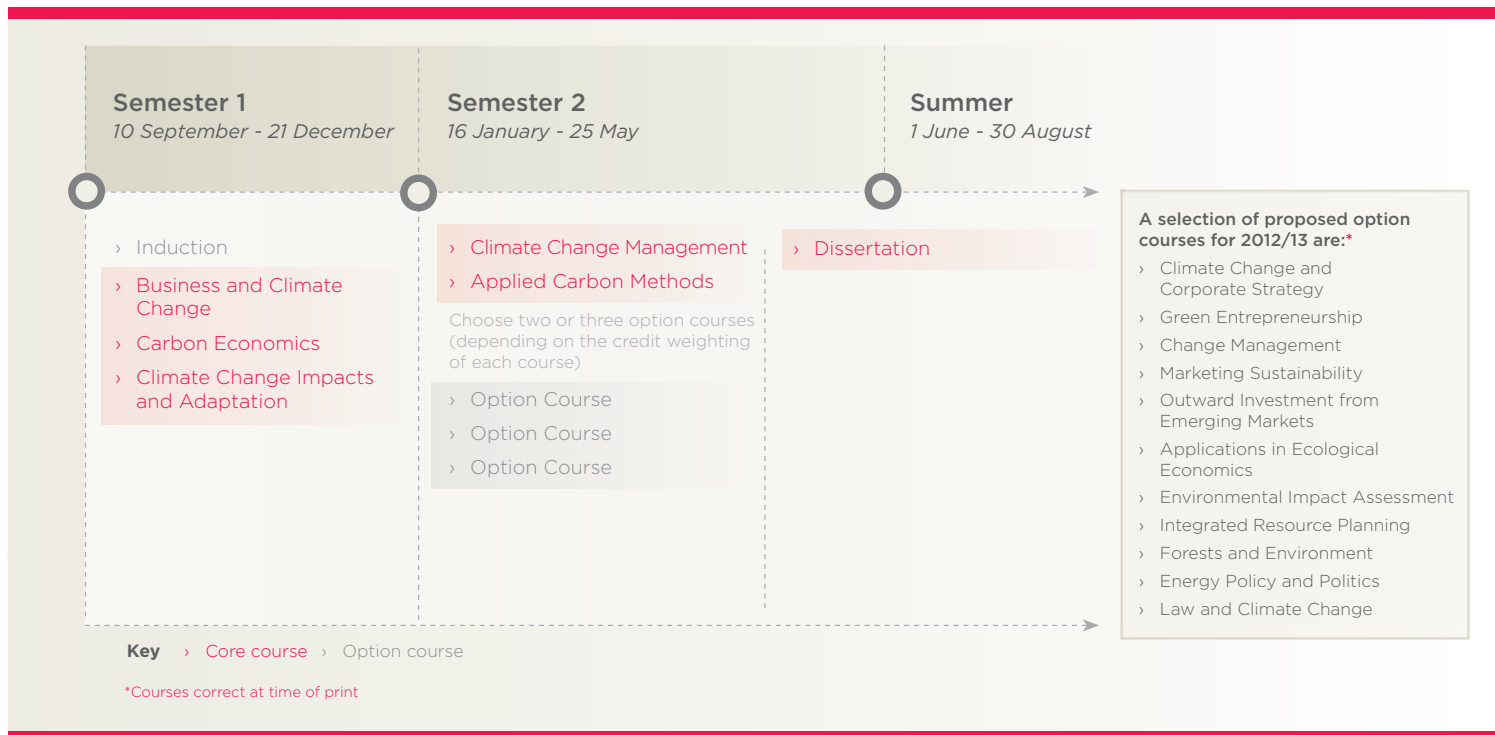 Semester 1
10 September - 21 December
Semester 2
16 January - 25 May
Summer
1 June - 30 August
› Induction
› Business and Climate
Change
› Carbon Economics
› Climate Change Impacts
and Adaptation
› Climate Change Management
› Applied Carbon Methods
Choose two or three option courses
(depending on the credit weighting
of each course)
› Option Course
› Option Course
› Option Course
› Dissertation
A selection of proposed option
courses for 2012/13 are:*
› Climate Change and
Corporate Strategy
› Green Entrepreneurship
› Change Management
› Marketing Sustainability
› Outward Investment from
Emerging Markets
› Applications in Ecological
Economics
› Environmental Impact Assessment
› Integrated Resource Planning
› Forests and Environment
› Energy Policy and Politics
› Law and Climate Change
Key › Core course › Option course
*Courses correct at time of print